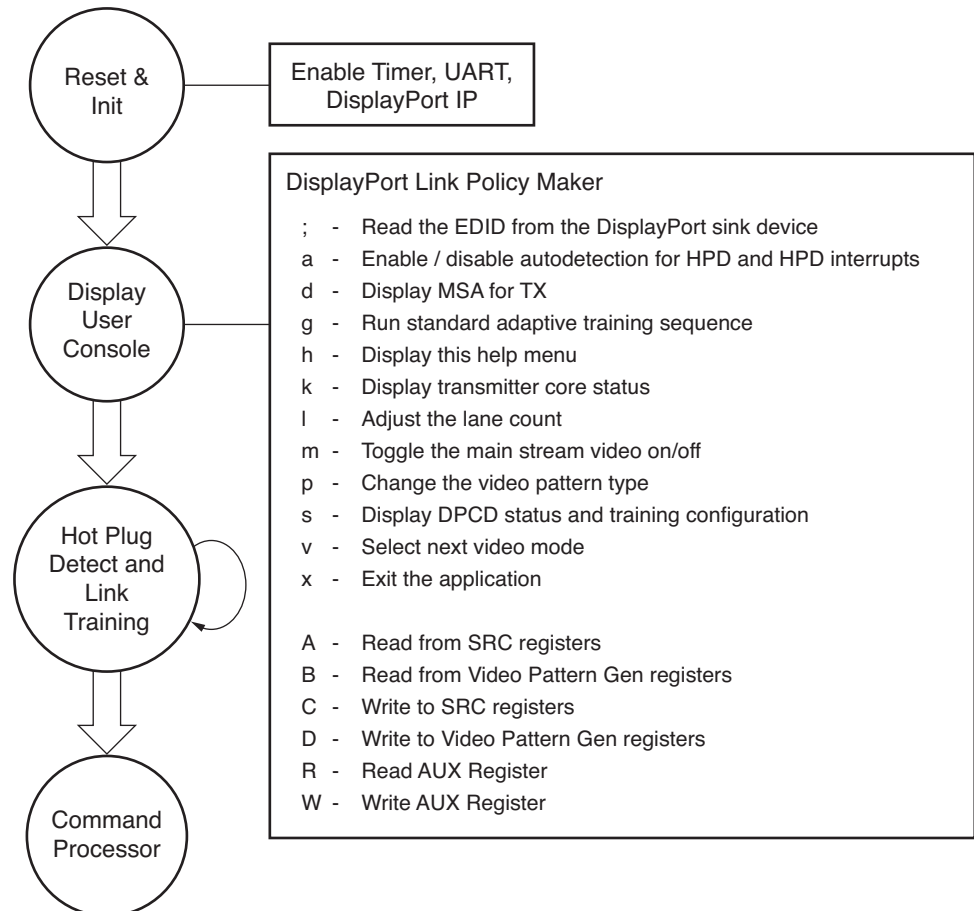 Reset &
Init
Enable Timer, UART,
DisplayPort IP
Display
User
Console
DisplayPort Link Policy Maker
; - Read the EDID from the DisplayPort sink device
a - Enable / disable autodetection for HPD and HPD interrupts
d - Display MSA for TX
g - Run standard adaptive training sequence
h - Display this help menu
k - Display transmitter core status
l - Adjust the lane count
m - Toggle the main stream video on/off
p - Change the video pattern type
s - Display DPCD status and training configuration
v - Select next video mode
x - Exit the application
A - Read from SRC registers
B - Read from Video Pattern Gen registers
C - Write to SRC registers
D - Write to Video Pattern Gen registers
R - Read AUX Register
W - Write AUX Register
Hot Plug
Detect and
Link
Training
Command
Processor